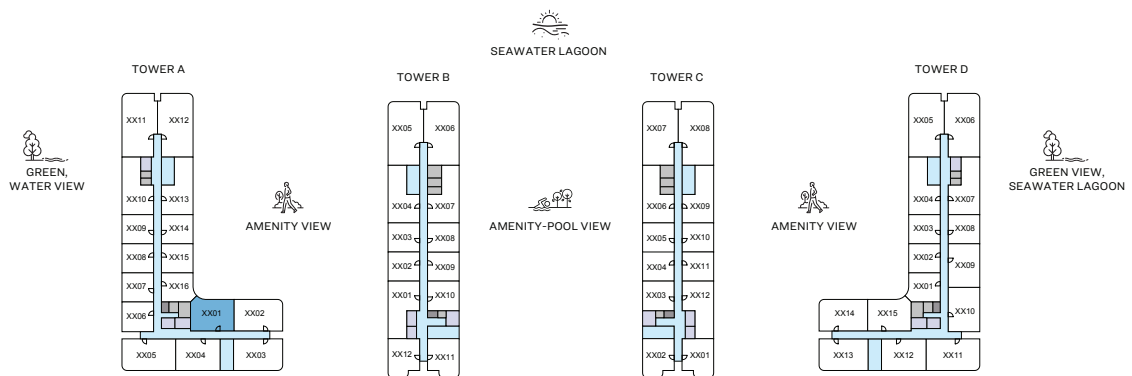 SEAWATER LAGOON
TOWER A
TOWER B
TOWER C
TOWER D
GREEN,
WATER VIEW
AMENITY VIEW
AMENITY-POOL VIEW
AMENITY VIEW
GREEN VIEW,
SEAWATER LAGOON
XX11 XX12
XX10 XX13
XX09 XX14
XX08 XX15
XX07 XX16
XX06 XX01 XX02
XX05 XX04 XX03
XX05 XX06
XX04 XX07
XX03 XX08
XX02 XX09
XX01 XX10
XX12 XX11
XX07 XX08
XX06 XX09
XX05 XX10
XX04 XX11
XX03 XX12
XX02 XX01
XX05 XX06
XX04 XX07
XX03 XX08
XX02 XX09
XX01
XX14 XX15 XX10
XX13 XX12 XX11